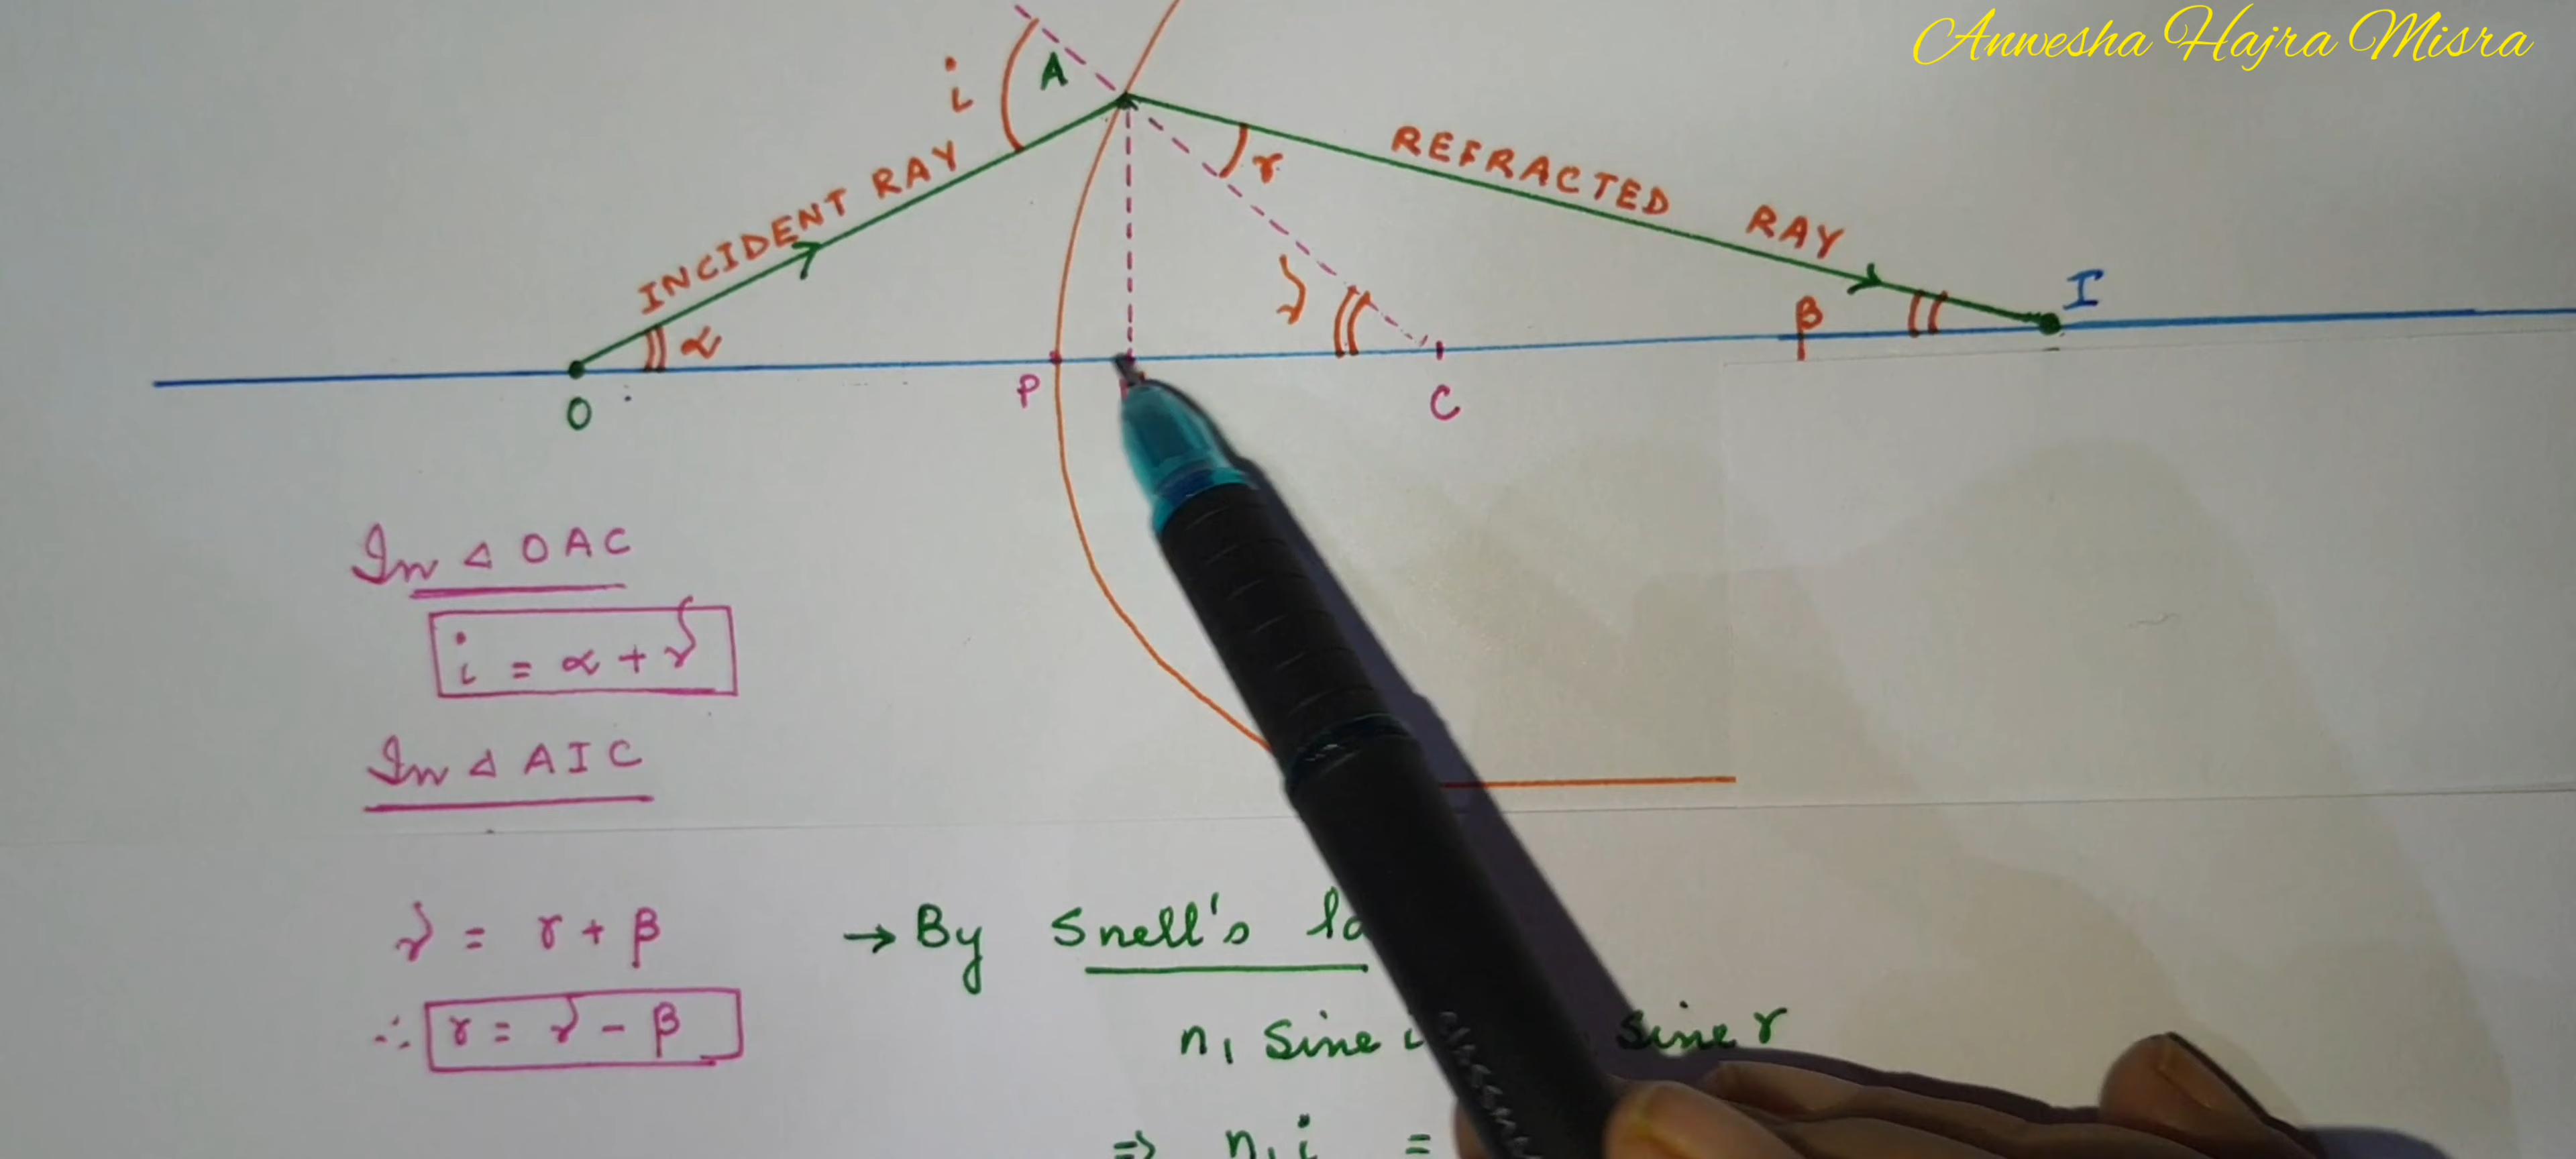 Anwesha Hajra Misra
i
A
INCIDENT RAY
r
REFRACTED RAY
α
γ
β
I
O
P
C
In Δ OAC
i = α + γ
In Δ AIC
γ = r + β
→ By Snell's
∴ r = γ - β
n₁ Sine i Sine r
⇒ n₁ i =